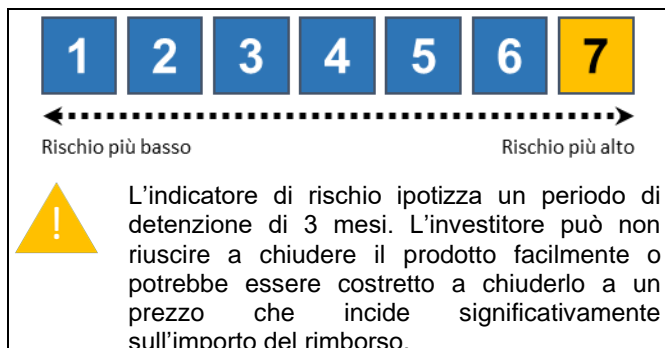 1 2 3 4 5 6 7
Rischio più basso Rischio più alto
!
L'indicatore di rischio ipotizza un periodo di
detenzione di 3 mesi. L'investitore può non
riuscire a chiudere il prodotto facilmente o
potrebbe essere costretto a chiuderlo a un
prezzo che incide significativamente
sull'importo del rimborso.